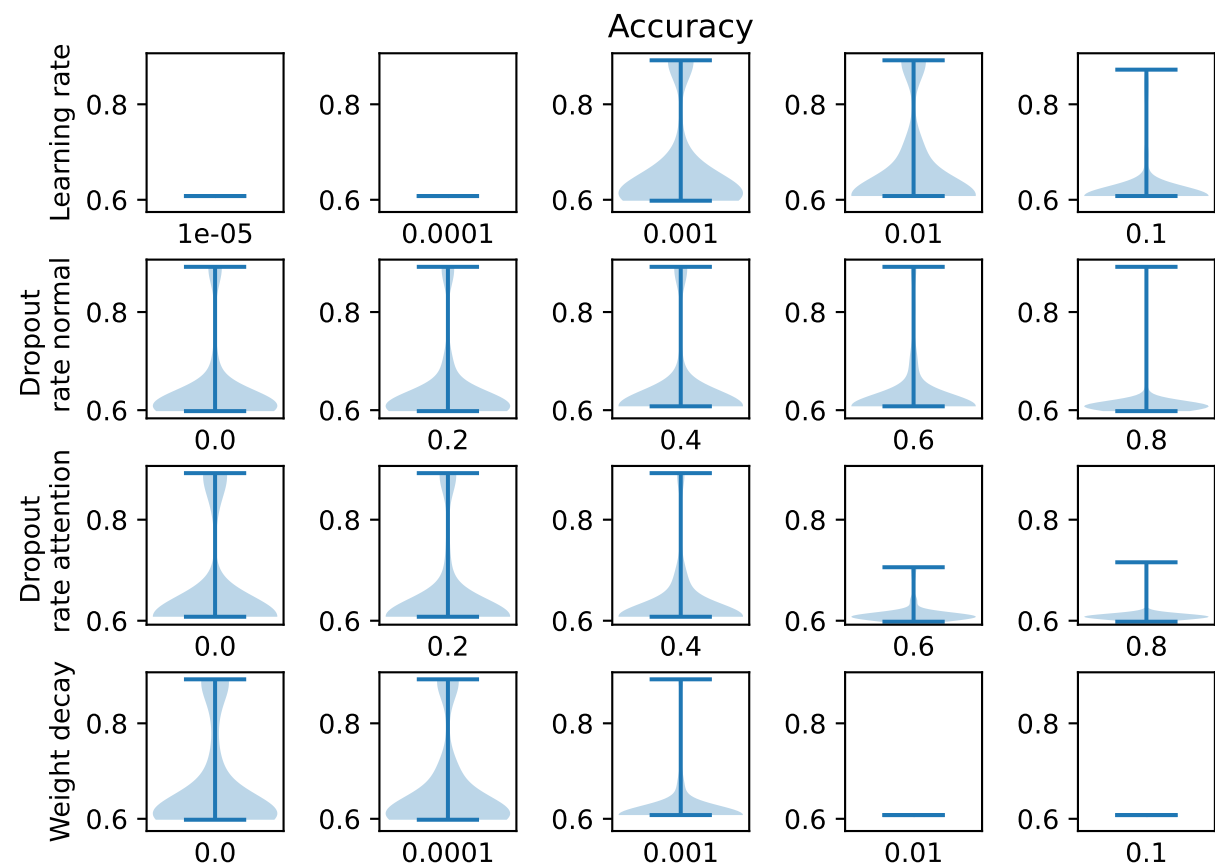 Accuracy
Learning rate
0.8 0.8 0.8 0.8 0.8
0.6 0.6 0.6 0.6 0.6
1e-05 0.0001 0.001 0.01 0.1
Dropout
rate normal
0.8 0.8 0.8 0.8 0.8
0.6 0.6 0.6 0.6 0.6
0.0 0.2 0.4 0.6 0.8
Dropout
rate attention
0.8 0.8 0.8 0.8 0.8
0.6 0.6 0.6 0.6 0.6
0.0 0.2 0.4 0.6 0.8
Weight decay
0.8 0.8 0.8 0.8 0.8
0.6 0.6 0.6 0.6 0.6
0.0 0.0001 0.001 0.01 0.1